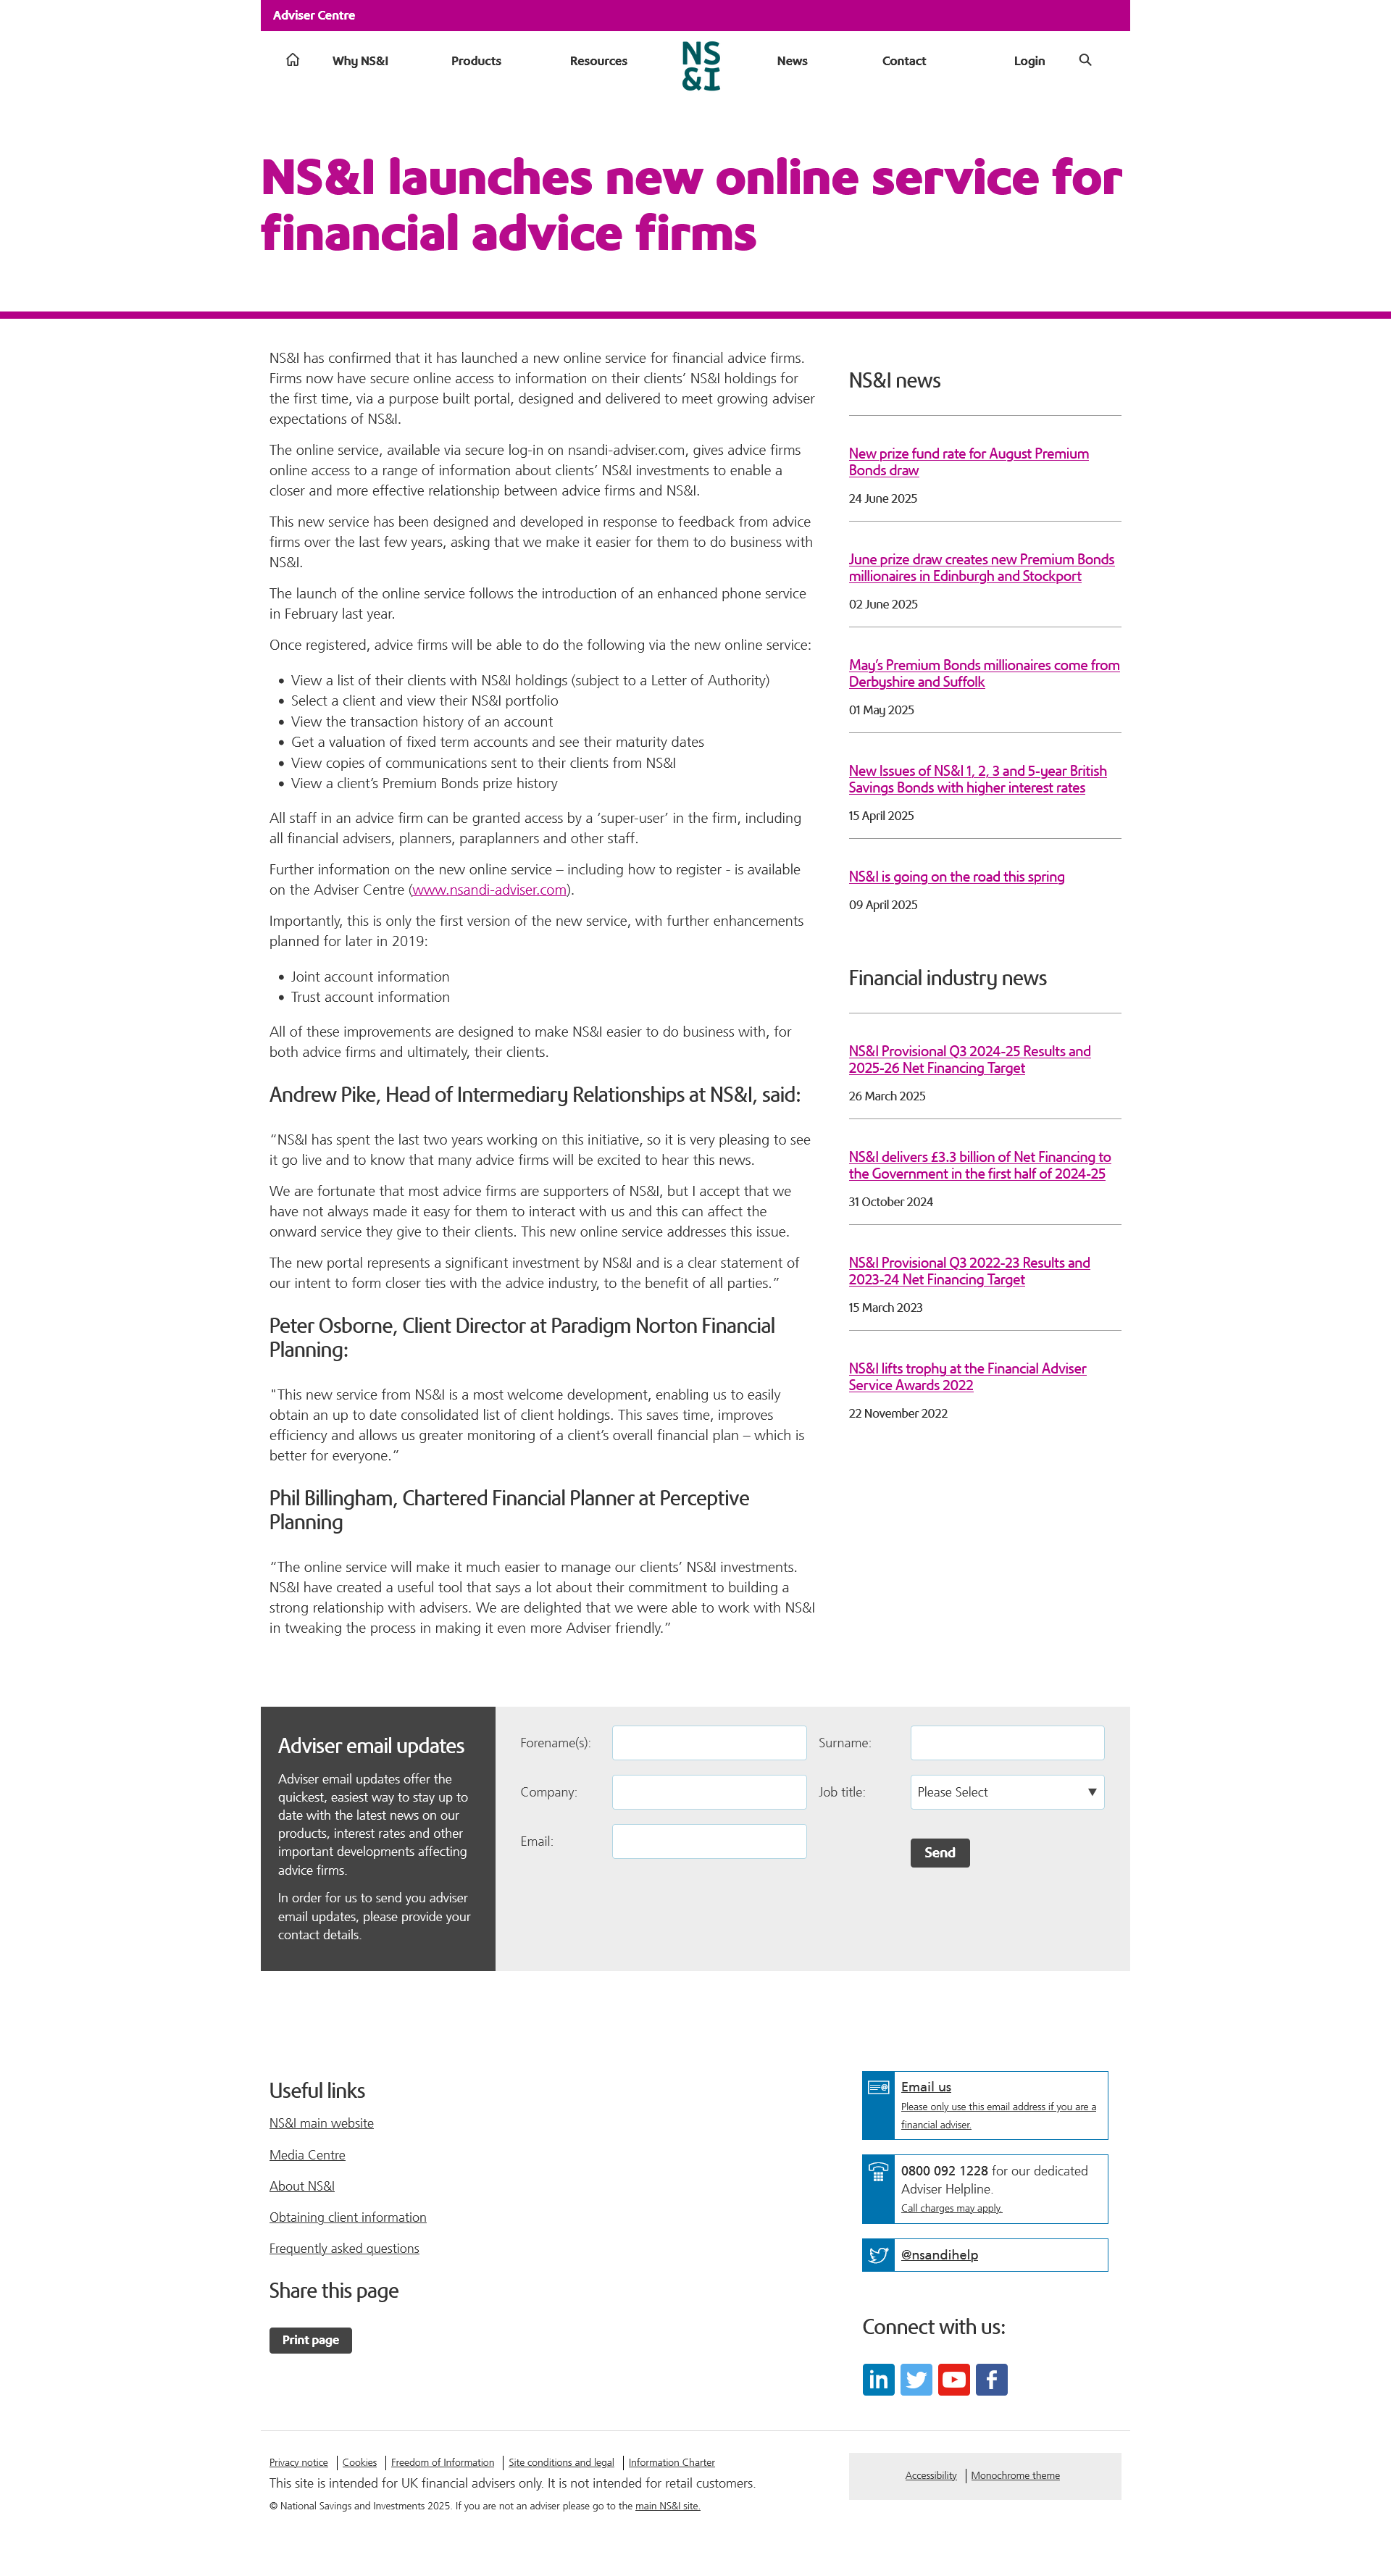 Adviser Centre
Why NS&I
Products
Resources
NS
&I
News
Contact
Login
NS&I launches new online service for
financial advice firms
NS&I has confirmed that it has launched a new online service for financial advice firms.
Firms now have secure online access to information on their clients’ NS&I holdings for
the first time, via a purpose built portal, designed and delivered to meet growing adviser
expectations of NS&I.
The online service, available via secure log-in on nsandi-adviser.com, gives advice firms
online access to a range of information about clients’ NS&I investments to enable a
closer and more effective relationship between advice firms and NS&I.
This new service has been designed and developed in response to feedback from advice
firms over the last few years, asking that we make it easier for them to do business with
NS&I.
The launch of the online service follows the introduction of an enhanced phone service
in February last year.
Once registered, advice firms will be able to do the following via the new online service:
• View a list of their clients with NS&I holdings (subject to a Letter of Authority)
• Select a client and view their NS&I portfolio
• View the transaction history of an account
• Get a valuation of fixed term accounts and see their maturity dates
• View copies of communications sent to their clients from NS&I
• View a client’s Premium Bonds prize history
All staff in an advice firm can be granted access by a ‘super-user’ in the firm, including
all financial advisers, planners, paraplanners and other staff.
Further information on the new online service – including how to register - is available
on the Adviser Centre (www.nsandi-adviser.com).
Importantly, this is only the first version of the new service, with further enhancements
planned for later in 2019:
• Joint account information
• Trust account information
All of these improvements are designed to make NS&I easier to do business with, for
both advice firms and ultimately, their clients.
Andrew Pike, Head of Intermediary Relationships at NS&I, said:
“NS&I has spent the last two years working on this initiative, so it is very pleasing to see
it go live and to know that many advice firms will be excited to hear this news.
We are fortunate that most advice firms are supporters of NS&I, but I accept that we
have not always made it easy for them to interact with us and this can affect the
onward service they give to their clients. This new online service addresses this issue.
The new portal represents a significant investment by NS&I and is a clear statement of
our intent to form closer ties with the advice industry, to the benefit of all parties.”
Peter Osborne, Client Director at Paradigm Norton Financial
Planning:
"This new service from NS&I is a most welcome development, enabling us to easily
obtain an up to date consolidated list of client holdings. This saves time, improves
efficiency and allows us greater monitoring of a client’s overall financial plan – which is
better for everyone.”
Phil Billingham, Chartered Financial Planner at Perceptive
Planning
“The online service will make it much easier to manage our clients’ NS&I investments.
NS&I have created a useful tool that says a lot about their commitment to building a
strong relationship with advisers. We are delighted that we were able to work with NS&I
in tweaking the process in making it even more Adviser friendly.”
NS&I news
New prize fund rate for August Premium
Bonds draw
24 June 2025
June prize draw creates new Premium Bonds
millionaires in Edinburgh and Stockport
02 June 2025
May’s Premium Bonds millionaires come from
Derbyshire and Suffolk
01 May 2025
New Issues of NS&I 1, 2, 3 and 5-year British
Savings Bonds with higher interest rates
15 April 2025
NS&I is going on the road this spring
09 April 2025
Financial industry news
NS&I Provisional Q3 2024-25 Results and
2025-26 Net Financing Target
26 March 2025
NS&I delivers £3.3 billion of Net Financing to
the Government in the first half of 2024-25
31 October 2024
NS&I Provisional Q3 2022-23 Results and
2023-24 Net Financing Target
15 March 2023
NS&I lifts trophy at the Financial Adviser
Service Awards 2022
22 November 2022
Adviser email updates
Adviser email updates offer the
quickest, easiest way to stay up to
date with the latest news on our
products, interest rates and other
important developments affecting
advice firms.
In order for us to send you adviser
email updates, please provide your
contact details.
Forename(s):
Surname:
Company:
Job title:
Please Select
Email:
Send
Useful links
NS&I main website
Media Centre
About NS&I
Obtaining client information
Frequently asked questions
Share this page
Print page
Email us
Please only use this email address if you are a
financial adviser.
0800 092 1228 for our dedicated
Adviser Helpline.
Call charges may apply.
@nsandihelp
Connect with us:
Privacy notice
Cookies
Freedom of Information
Site conditions and legal
Information Charter
This site is intended for UK financial advisers only. It is not intended for retail customers.
© National Savings and Investments 2025. If you are not an adviser please go to the main NS&I site.
Accessibility
Monochrome theme